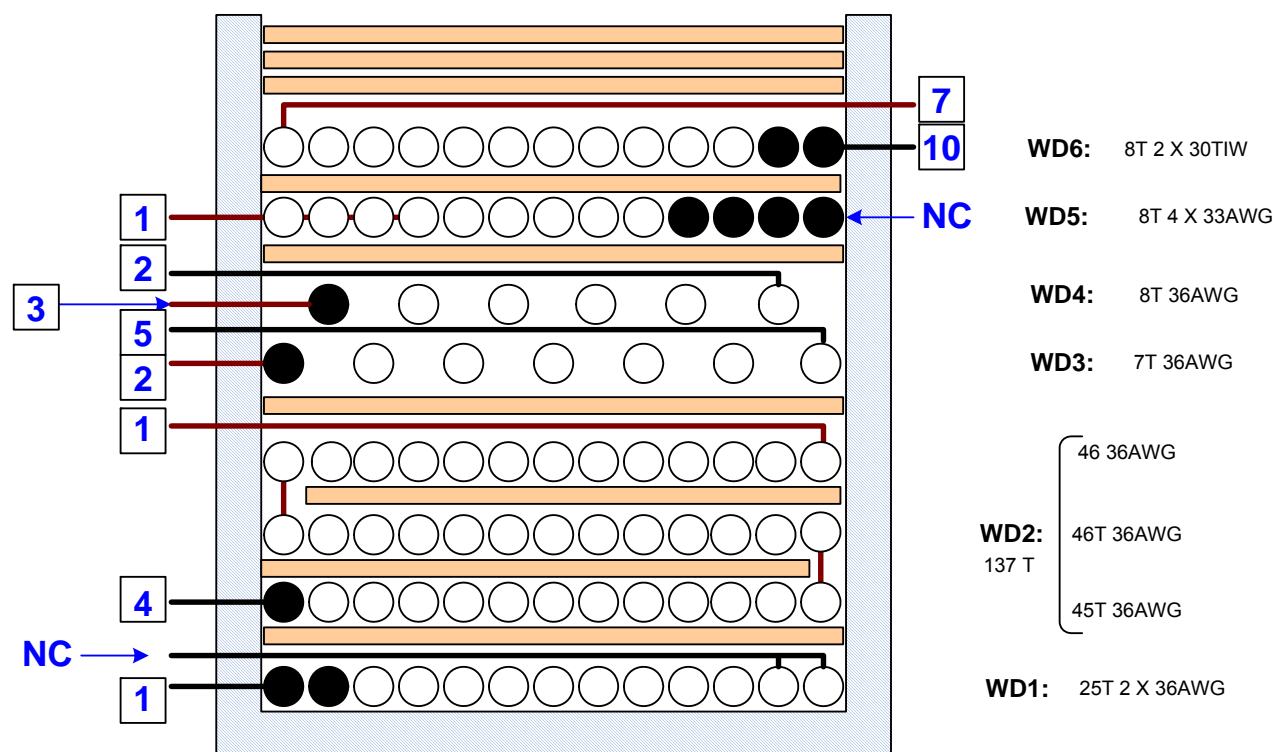 7
10
WD6: 8T 2 X 30TIW
1
NC
WD5: 8T 4 X 33AWG
2
3
WD4: 8T 36AWG
5
2
WD3: 7T 36AWG
1
46 36AWG
WD2: 46T 36AWG
137 T
4
45T 36AWG
NC
1
WD1: 25T 2 X 36AWG